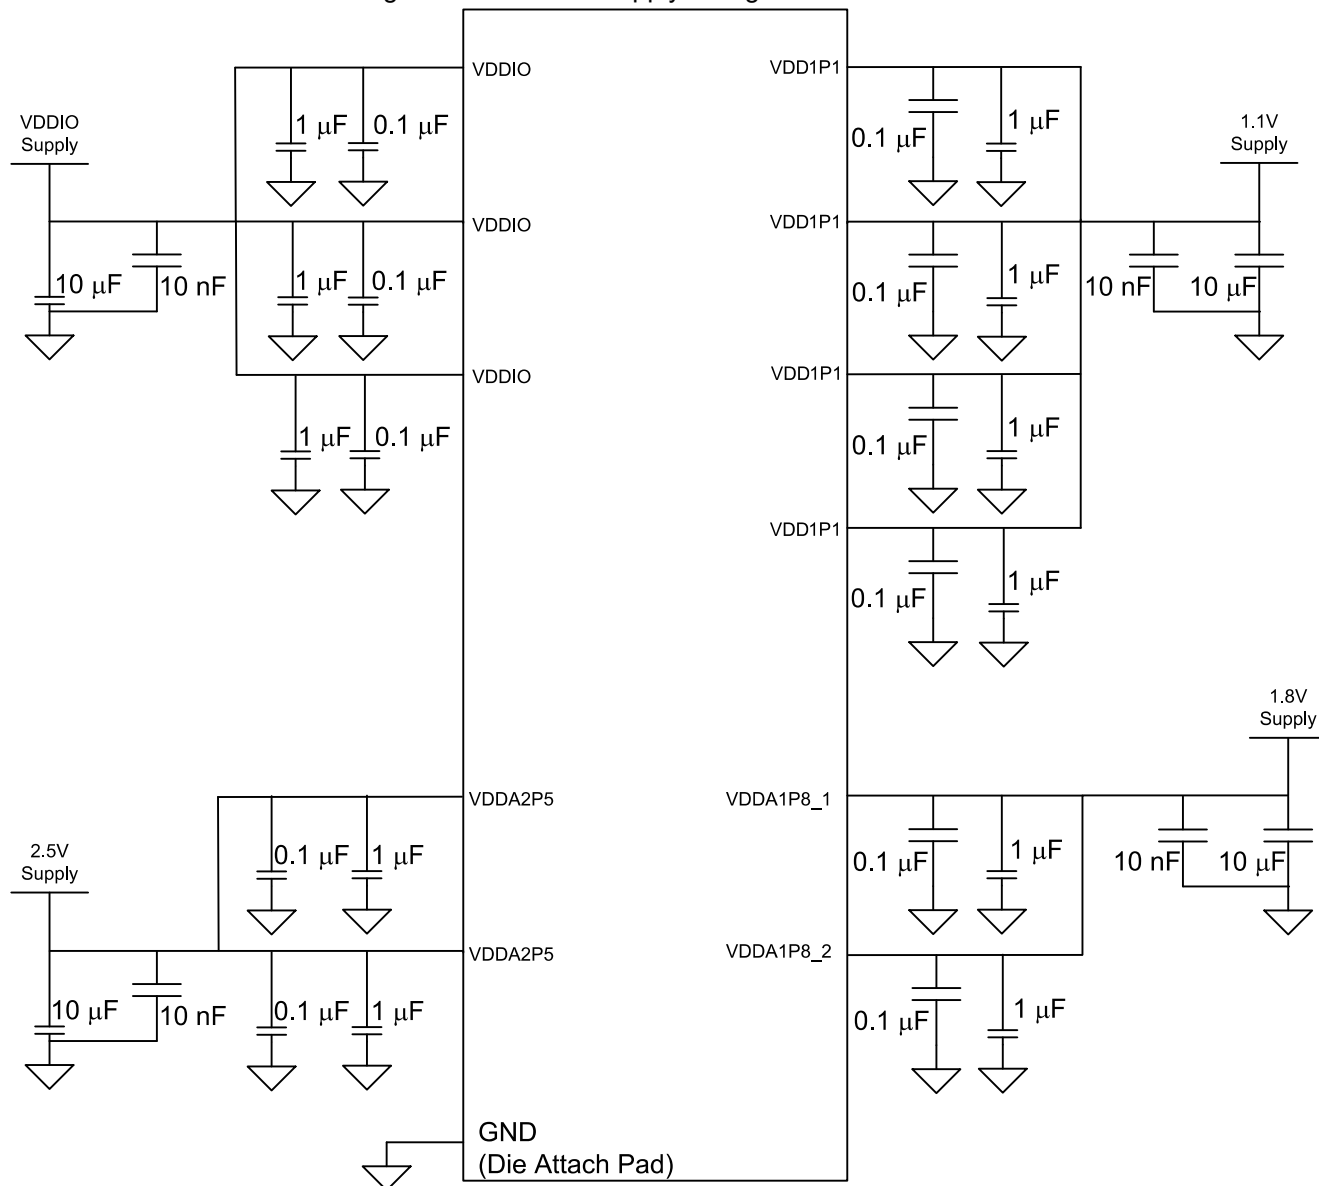 VDDIO
VDD1P1
1 µF
0.1 µF
0.1 µF
1 µF
VDDIO
Supply
1.1V
Supply
VDDIO
VDD1P1
10 µF
10 nF
1 µF
0.1 µF
0.1 µF
1 µF
10 nF
10 µF
VDDIO
VDD1P1
1 µF
0.1 µF
0.1 µF
1 µF
VDD1P1
0.1 µF
1 µF
1.8V
Supply
VDDA2P5
VDDA1P8_1
2.5V
Supply
0.1 µF
1 µF
0.1 µF
1 µF
10 nF
10 µF
VDDA2P5
VDDA1P8_2
10 µF
10 nF
0.1 µF
1 µF
0.1 µF
1 µF
GND
(Die Attach Pad)